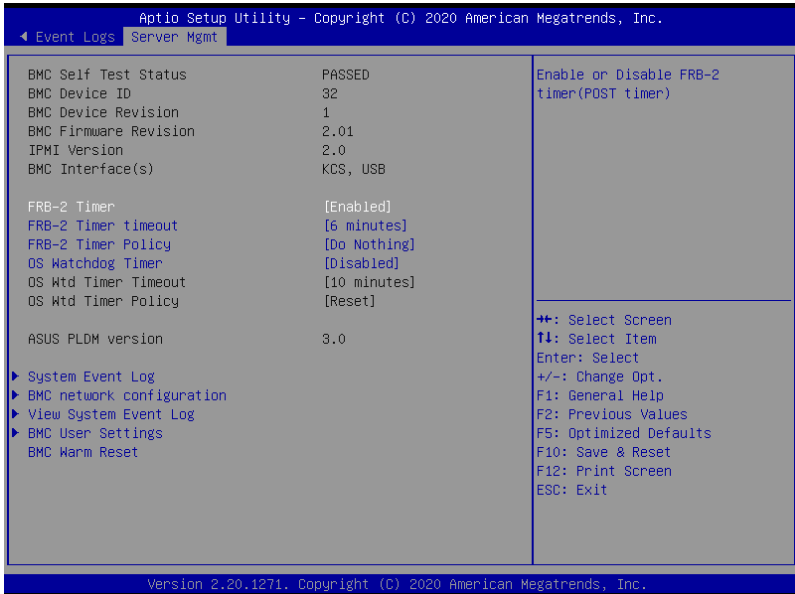 Aptio Setup Utility – Copyright (C) 2020 American Megatrends, Inc.
Event Logs Server Mgmt
BMC Self Test Status PASSED
BMC Device ID 32
BMC Device Revision 1
BMC Firmware Revision 2.01
IPMI Version 2.0
BMC Interface(s) KCS, USB
FRB-2 Timer [Enabled]
FRB-2 Timer timeout [6 minutes]
FRB-2 Timer Policy [Do Nothing]
OS Watchdog Timer [Disabled]
OS Wtd Timer Timeout [10 minutes]
OS Wtd Timer Policy [Reset]
ASUS PLDM version 3.0
System Event Log
BMC network configuration
View System Event Log
BMC User Settings
BMC Warm Reset
Enable or Disable FRB-2
timer(POST timer)
→←: Select Screen
↑↓: Select Item
Enter: Select
+/-: Change Opt.
F1: General Help
F2: Previous Values
F5: Optimized Defaults
F10: Save & Reset
F12: Print Screen
ESC: Exit
Version 2.20.1271. Copyright (C) 2020 American Megatrends, Inc.